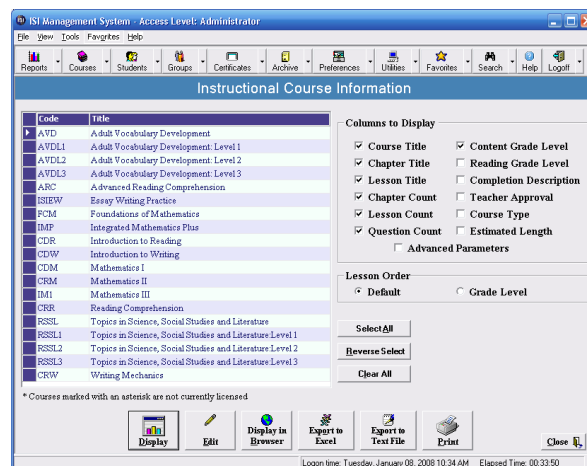 ISI Management System - Access Level: Administrator
File View Tools Favorites Help
Reports Courses Students Groups Certificates Archive Preferences Utilities Favorites Search Help Logoff
Instructional Course Information
Code Title
AVD Adult Vocabulary Development
AVDL1 Adult Vocabulary Development: Level 1
AVDL2 Adult Vocabulary Development: Level 2
AVDL3 Adult Vocabulary Development: Level 3
ARC Advanced Reading Comprehension
ISIEW Essay Writing Practice
FCM Foundations of Mathematics
IMP Integrated Mathematics Plus
CDR Introduction to Reading
CDW Introduction to Writing
CDM Mathematics I
CRM Mathematics II
IM1 Mathematics III
CRR Reading Comprehension
RSSL Topics in Science, Social Studies and Literature
RSSL1 Topics in Science, Social Studies and Literature:Level 1
RSSL2 Topics in Science, Social Studies and Literature:Level 2
RSSL3 Topics in Science, Social Studies and Literature:Level 3
CRW Writing Mechanics
* Courses marked with an asterisk are not currently licensed
Columns to Display
Course Title Content Grade Level
Chapter Title Reading Grade Level
Lesson Title Completion Description
Chapter Count Teacher Approval
Lesson Count Course Type
Question Count Estimated Length
Advanced Parameters
Lesson Order
Default Grade Level
Select All
Reverse Select
Clear All
Display Edit Display in Browser Export to Excel Export to Text File Print Close
Logon time: Tuesday, January 08, 2008 10:34 AM Elapsed Time: 00:33:50